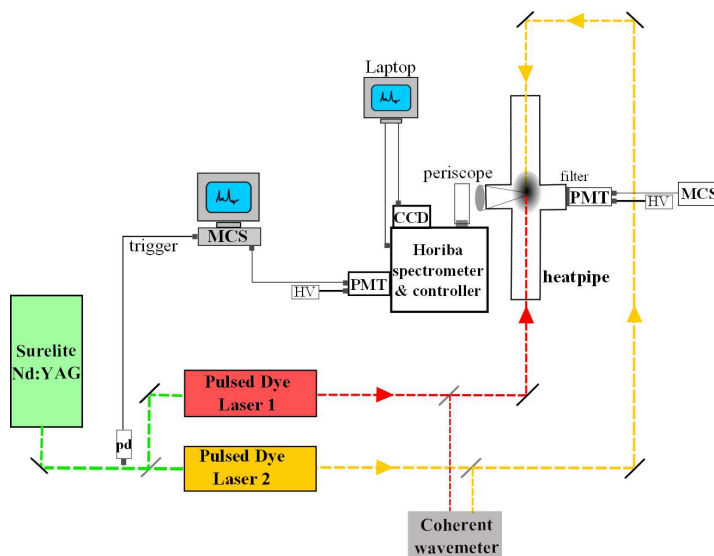 Laptop
periscope
filter
PMT
HV
MCS
CCD
trigger
MCS
Horiba
spectrometer
& controller
HV
PMT
heatpipe
Surelite
Nd:YAG
pd
Pulsed Dye
Laser 1
Pulsed Dye
Laser 2
Coherent
wavemeter